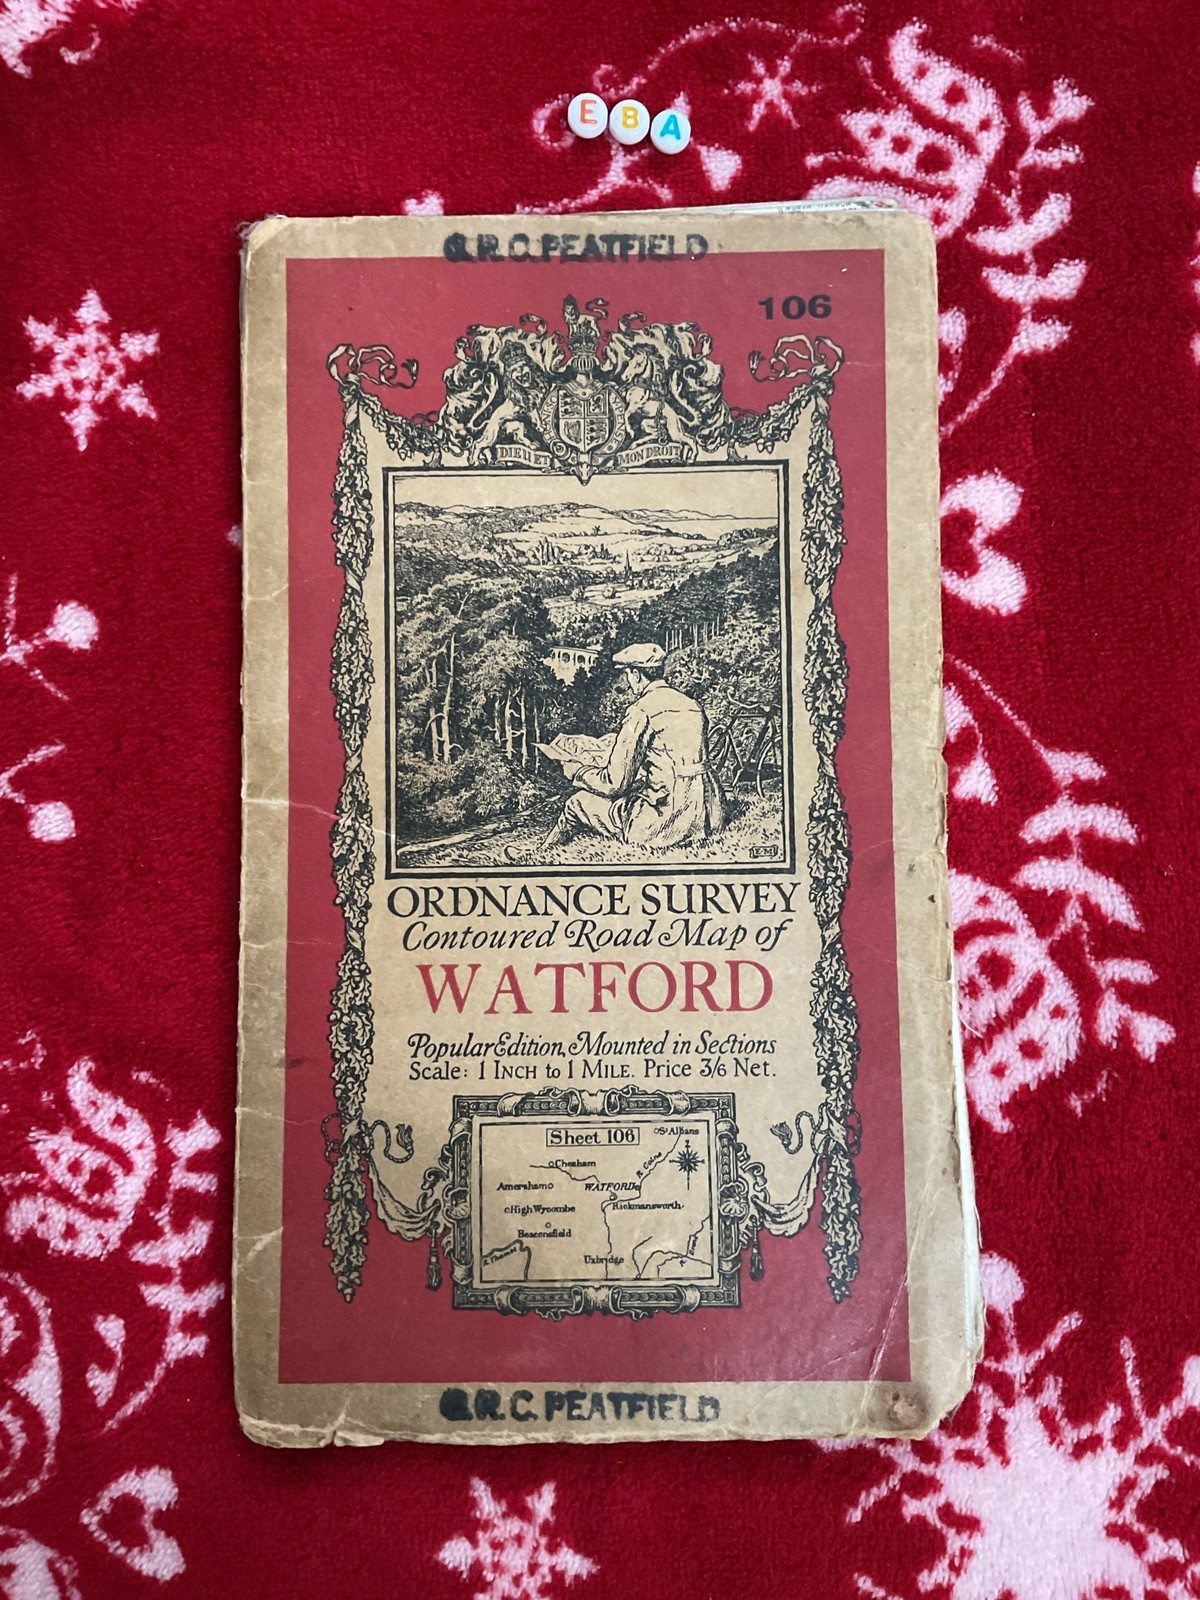 E B A
G.R.C. PEATFIELD
106
DIEU ET MON DROIT
E·M
ORDNANCE SURVEY
Contoured Road Map of
WATFORD
Popular Edition, Mounted in Sections
Scale: 1 INCH to 1 MILE. Price 3/6 Net.
Sheet 106
St Albans
Chesham
R. Colne
Amersham
WATFORD
High Wycombe
Rickmansworth
Beaconsfield
R. Thames
Uxbridge
G.R.C. PEATFIELD